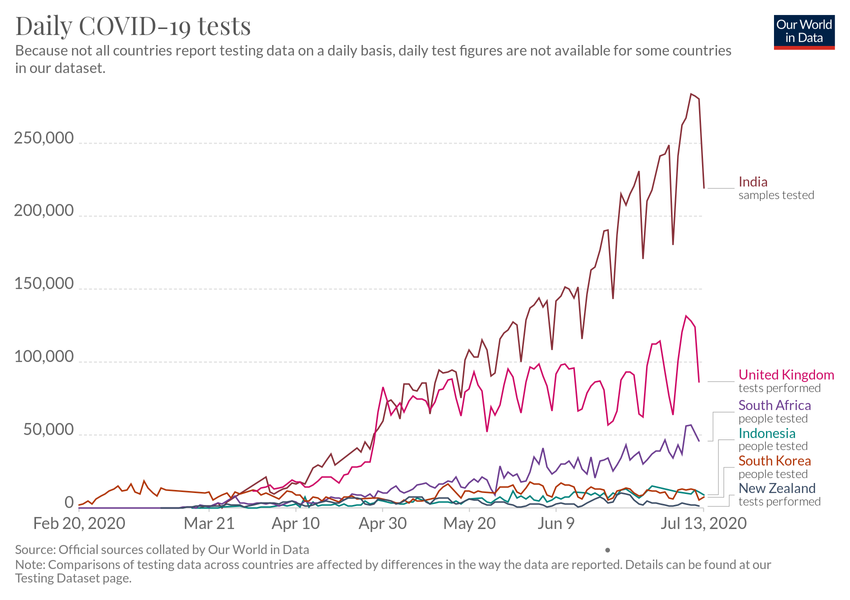 Daily COVID-19 tests
Our World
in Data
Because not all countries report testing data on a daily basis, daily test figures are not available for some countries
in our dataset.
250,000
200,000
150,000
100,000
50,000
0
India
samples tested
United Kingdom
tests performed
South Africa
people tested
Indonesia
people tested
South Korea
people tested
New Zealand
tests performed
Feb 20, 2020
Mar 21
Apr 10
Apr 30
May 20
Jun 9
Jul 13, 2020
Source: Official sources collated by Our World in Data
Note: Comparisons of testing data across countries are affected by differences in the way the data are reported. Details can be found at our
Testing Dataset page.